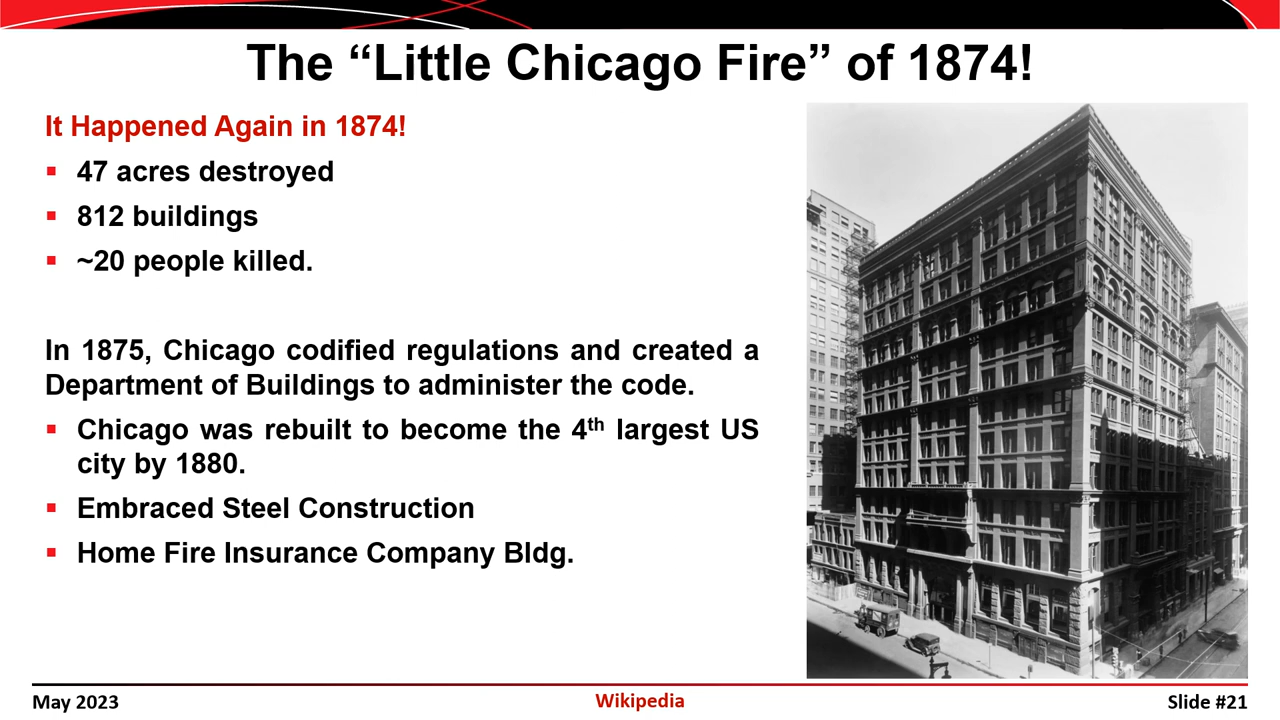 The “Little Chicago Fire” of 1874!
It Happened Again in 1874!
▪ 47 acres destroyed
▪ 812 buildings
▪ ~20 people killed.
In 1875, Chicago codified regulations and created a
Department of Buildings to administer the code.
▪ Chicago was rebuilt to become the 4th largest US
city by 1880.
▪ Embraced Steel Construction
▪ Home Fire Insurance Company Bldg.
May 2023
Wikipedia
Slide #21